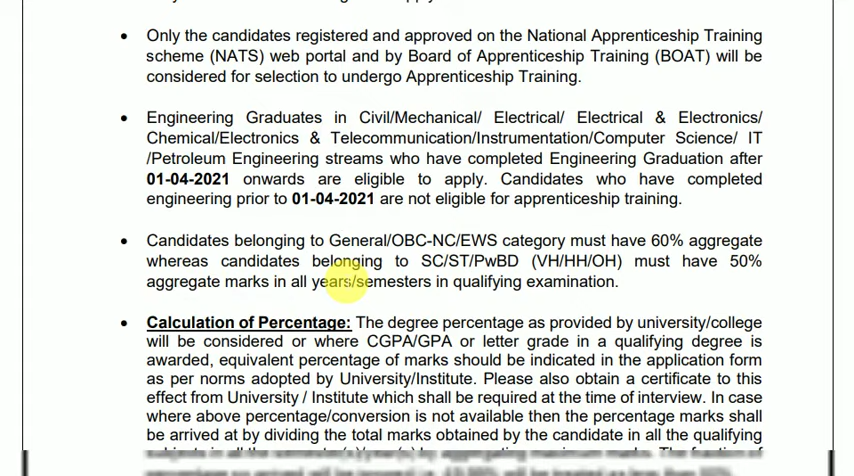 Only the candidates registered and approved on the National Apprenticeship Training
scheme (NATS) web portal and by Board of Apprenticeship Training (BOAT) will be
considered for selection to undergo Apprenticeship Training.
Engineering Graduates in Civil/Mechanical/ Electrical/ Electrical & Electronics/
Chemical/Electronics & Telecommunication/Instrumentation/Computer Science/ IT
/Petroleum Engineering streams who have completed Engineering Graduation after
01-04-2021 onwards are eligible to apply. Candidates who have completed
engineering prior to 01-04-2021 are not eligible for apprenticeship training.
Candidates belonging to General/OBC-NC/EWS category must have 60% aggregate
whereas candidates belonging to SC/ST/PwBD (VH/HH/OH) must have 50%
aggregate marks in all years/semesters in qualifying examination.
Calculation of Percentage: The degree percentage as provided by university/college
will be considered or where CGPA/GPA or letter grade in a qualifying degree is
awarded, equivalent percentage of marks should be indicated in the application form
as per norms adopted by University/Institute. Please also obtain a certificate to this
effect from University / Institute which shall be required at the time of interview. In case
where above percentage/conversion is not available then the percentage marks shall
be arrived at by dividing the total marks obtained by the candidate in all the qualifying